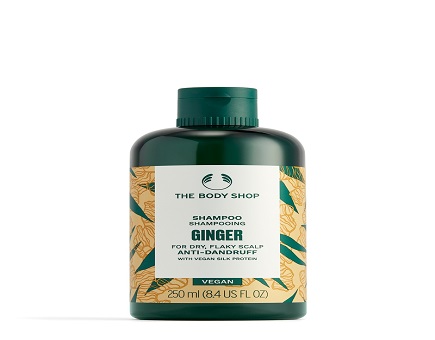 THE BODY SHOP
SHAMPOO
SHAMPOOING
GINGER
FOR DRY, FLAKY SCALP
ANTI-DANDRUFF
WITH VEGAN SILK PROTEIN
VEGAN
250 ml (8.4 US FL OZ)